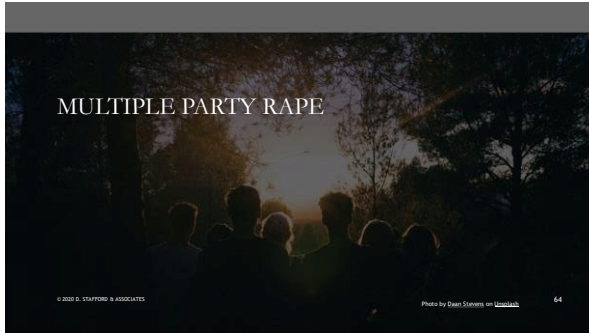 MULTIPLE PARTY RAPE
© 2020 D. STAFFORD & ASSOCIATES
Photo by Daan Stevens on Unsplash
64